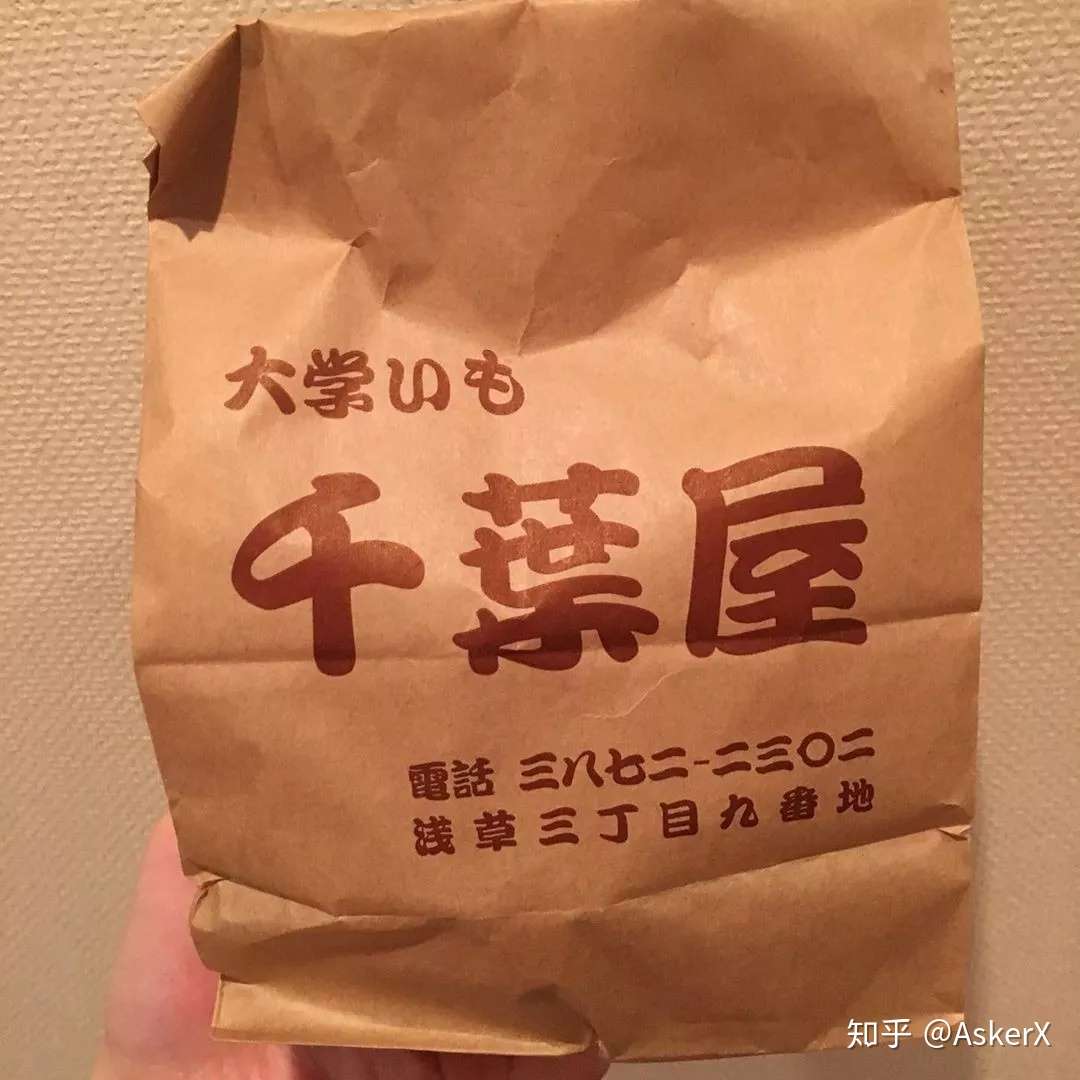 大学いも
千葉屋
電話 三八七二-二三〇二
浅草三丁目九番地
知乎 @AskerX